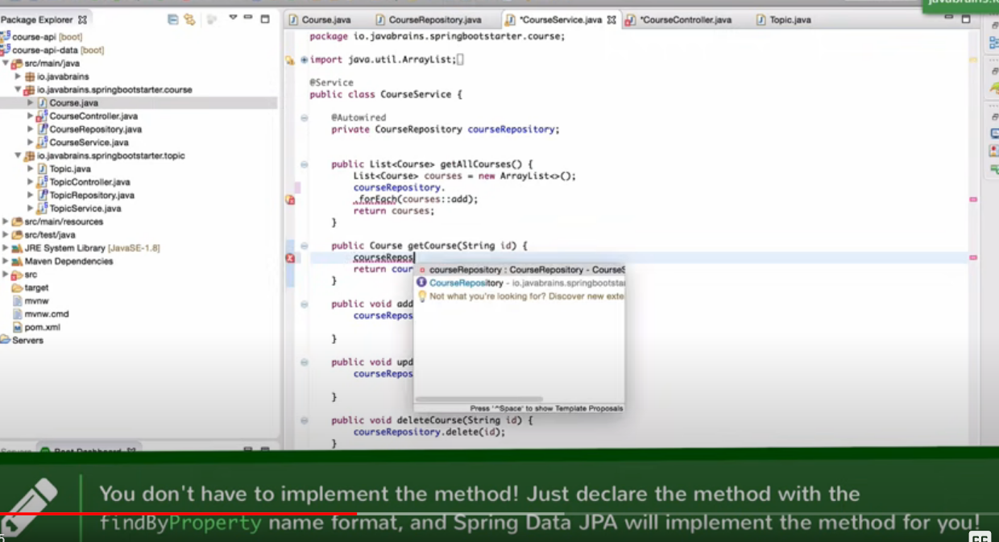 javabrains.io
Package Explorer
Course.java
CourseRepository.java
*CourseService.java
*CourseController.java
Topic.java
course-api [boot]
course-api-data [boot]
src/main/java
io.javabrains
io.javabrains.springbootstarter.course
Course.java
CourseController.java
CourseRepository.java
CourseService.java
io.javabrains.springbootstarter.topic
Topic.java
TopicController.java
TopicRepository.java
TopicService.java
src/main/resources
src/test/java
JRE System Library [JavaSE-1.8]
Maven Dependencies
src
target
mvnw
mvnw.cmd
pom.xml
Servers
package io.javabrains.springbootstarter.course;
import java.util.ArrayList;
@Service
public class CourseService {
@Autowired
private CourseRepository courseRepository;
public List<Course> getAllCourses() {
List<Course> courses = new ArrayList<>();
courseRepository.
.forEach(courses::add);
return courses;
}
public Course getCourse(String id) {
courseRepos
return cour
}
public void add
courseRepos
}
public void upd
courseRepos
}
public void deleteCourse(String id) {
courseRepository.delete(id);
}
courseRepository : CourseRepository - CourseS
CourseRepository - io.javabrains.springbootsta
Not what you're looking for? Discover new exte
Press '^Space' to show Template Proposals
Servers
Boot Dashboard
You don't have to implement the method! Just declare the method with the
findByProperty name format, and Spring Data JPA will implement the method for you!